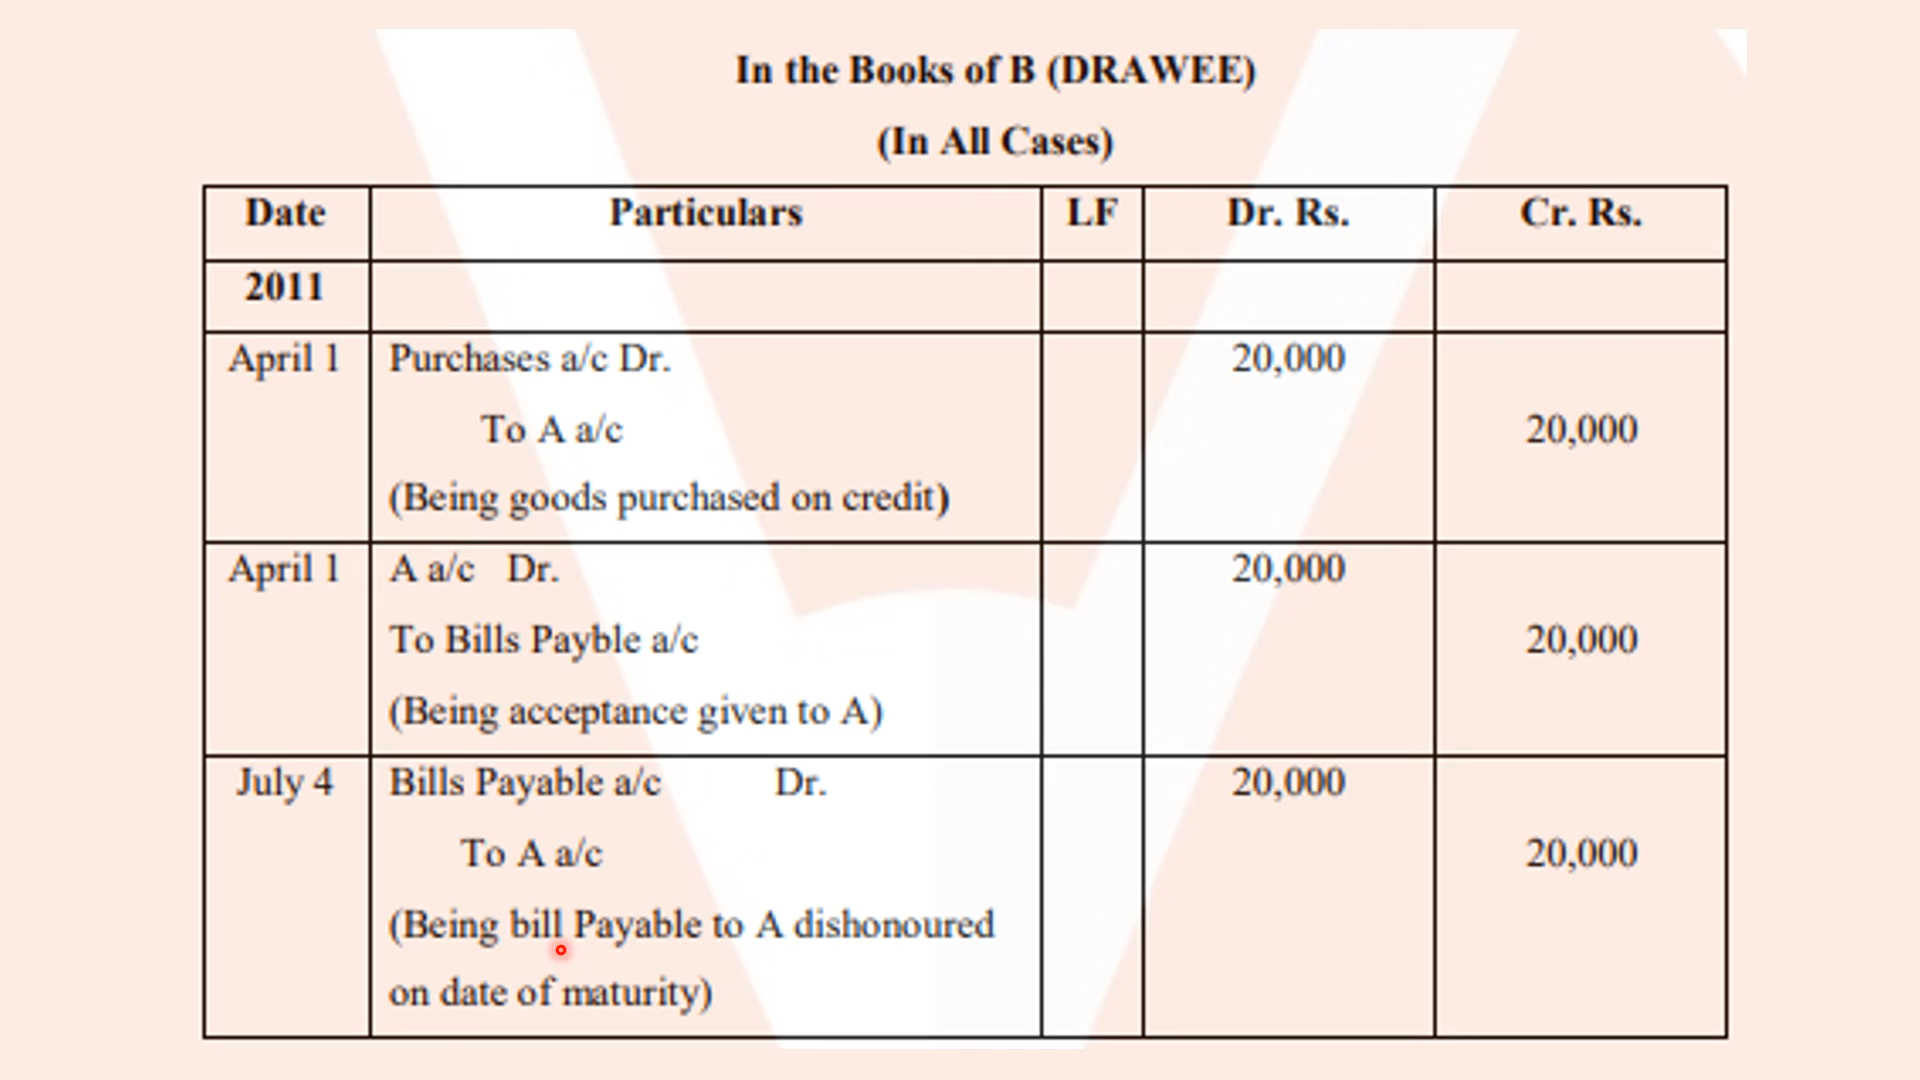 In the Books of B (DRAWEE)
(In All Cases)
Date Particulars LF Dr. Rs. Cr. Rs.
2011
April 1 Purchases a/c Dr. 20,000
To A a/c 20,000
(Being goods purchased on credit)
April 1 A a/c Dr. 20,000
To Bills Payble a/c 20,000
(Being acceptance given to A)
July 4 Bills Payable a/c Dr. 20,000
To A a/c 20,000
(Being bill Payable to A dishonoured
on date of maturity)